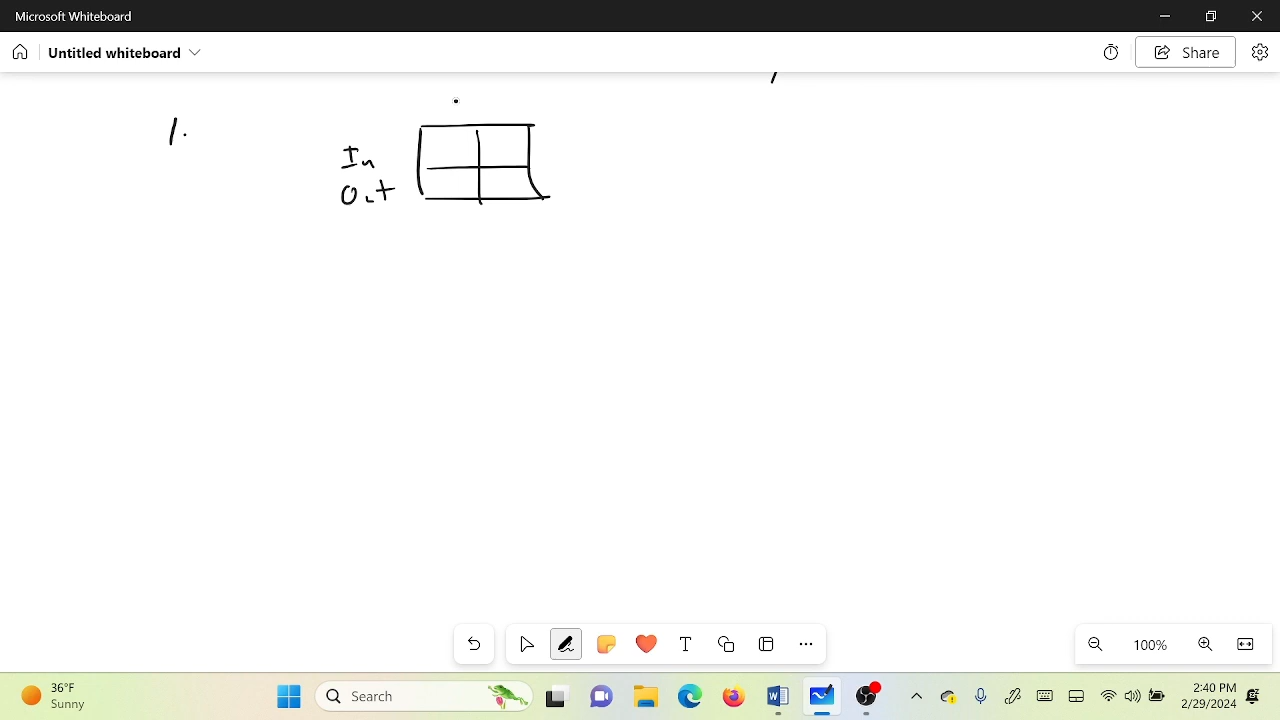 Microsoft Whiteboard
Untitled whiteboard
Share
1.
In
Out
100%
36°F
Sunny
Search
2:40 PM
2/29/2024